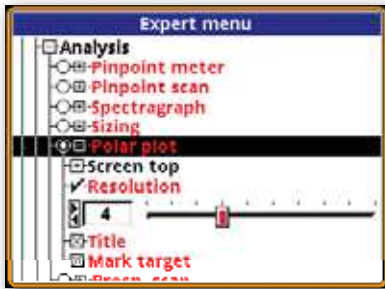 Expert menu
Analysis
Pinpoint meter
Pinpoint scan
Spectragraph
Sizing
Polar plot
Screen top
Resolution
4
Title
Mark target